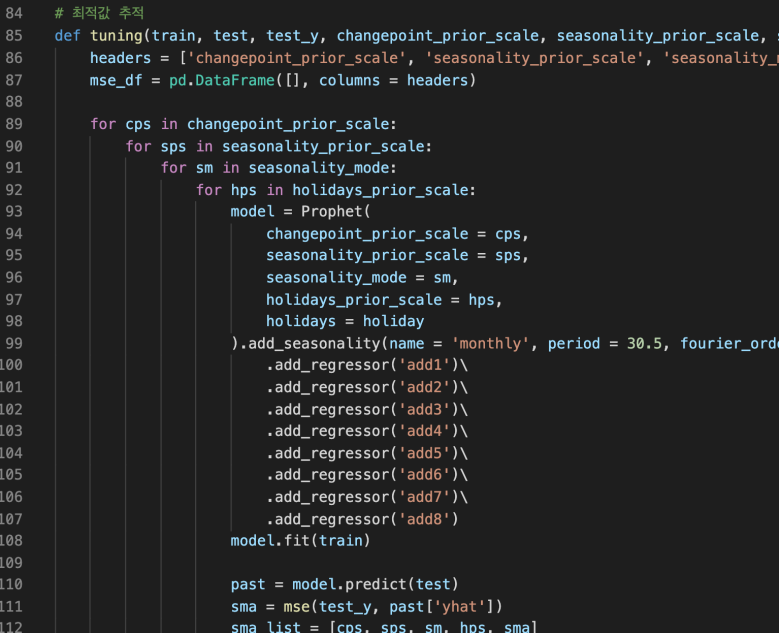 84 # 최적값 추적
85 def tuning(train, test, test_y, changepoint_prior_scale, seasonality_prior_scale,
86 headers = ['changepoint_prior_scale', 'seasonality_prior_scale',
87 mse_df = pd.DataFrame([], columns = headers)
88
89 for cps in changepoint_prior_scale:
90 for sps in seasonality_prior_scale:
91 for sm in seasonality_mode:
92 for hps in holidays_prior_scale:
93 model = Prophet(
94 changepoint_prior_scale = cps,
95 seasonality_prior_scale = sps,
96 seasonality_mode = sm,
97 holidays_prior_scale = hps,
98 holidays = holiday
99 ).add_seasonality(name = 'monthly', period = 30.5,
100 .add_regressor('add1')\
101 .add_regressor('add2')\
102 .add_regressor('add3')\
103 .add_regressor('add4')\
104 .add_regressor('add5')\
105 .add_regressor('add6')\
106 .add_regressor('add7')\
107 .add_regressor('add8')
108 model.fit(train)
109
110 past = model.predict(test)
111 sma = mse(test_y, past['yhat'])
112 sma_list = [cps, sps, sm, hps, sma]